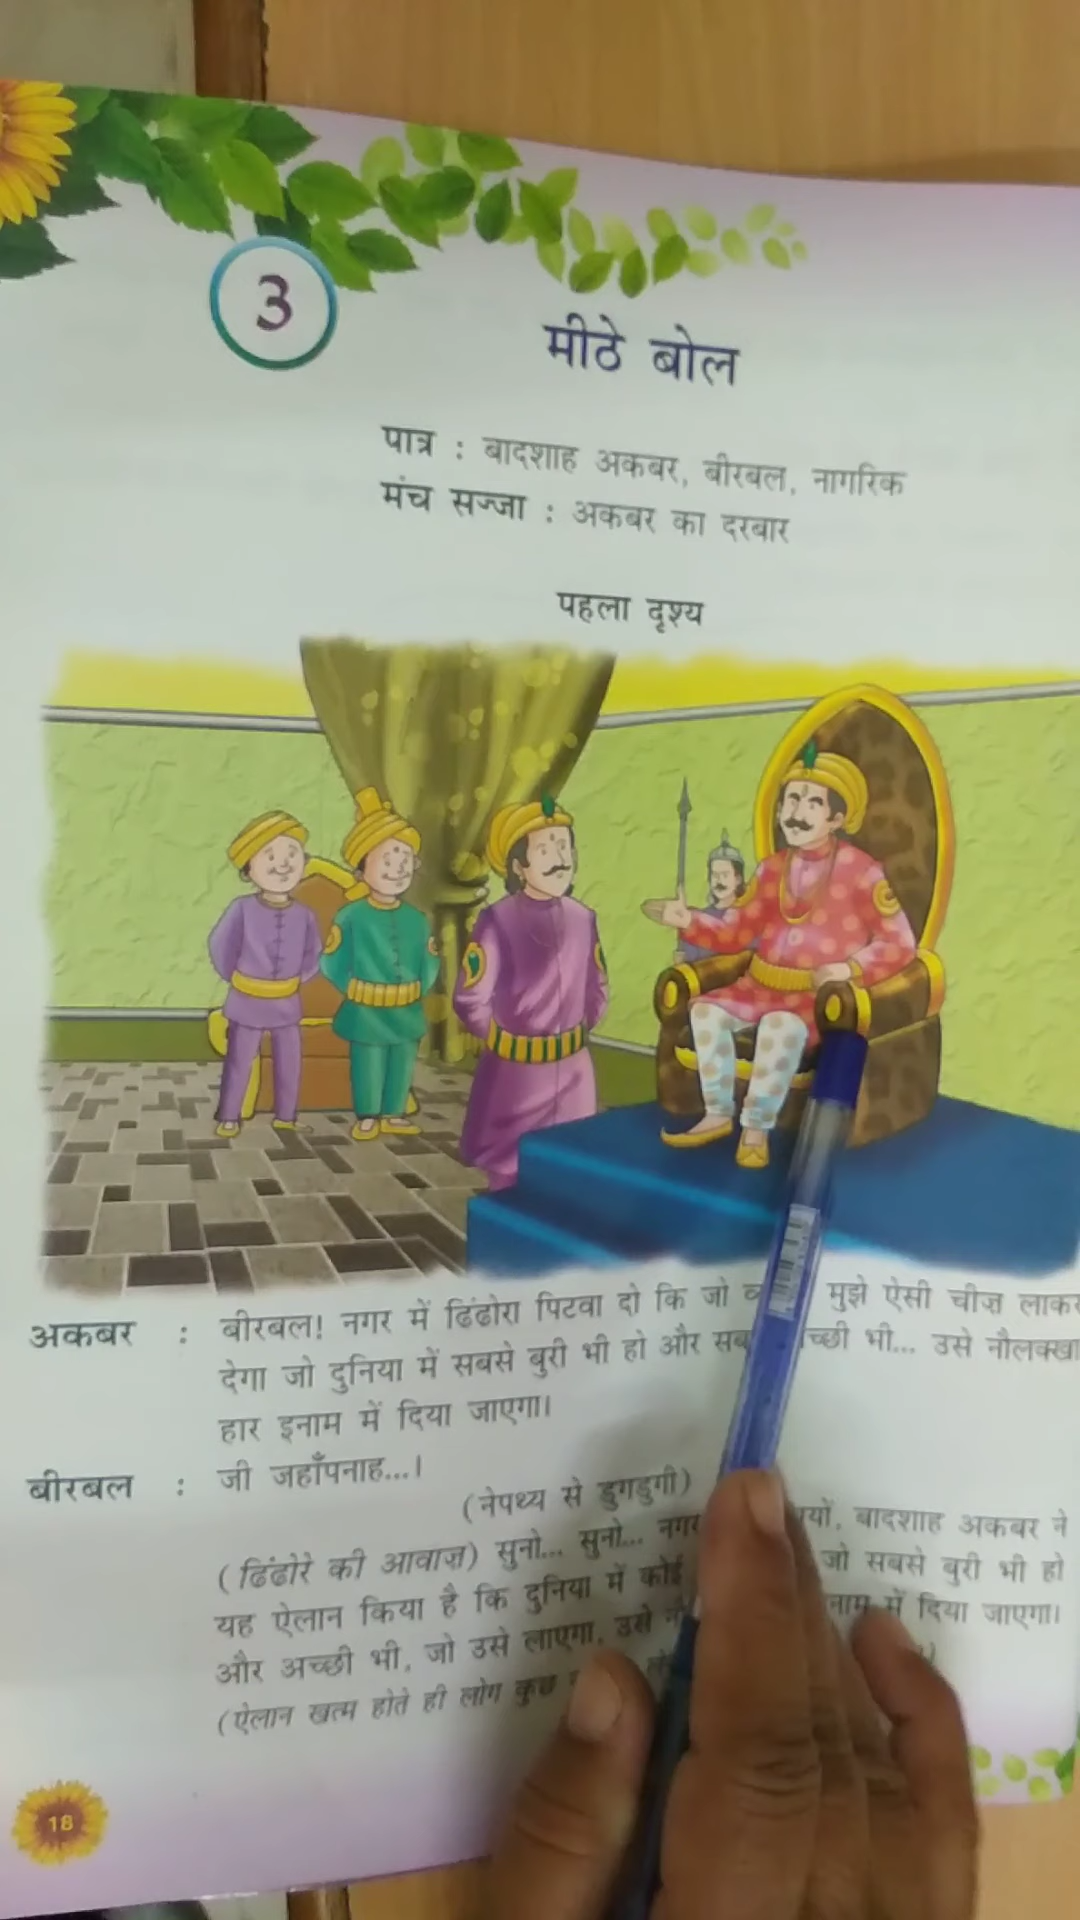 3
मीठे बोल
पात्र : बादशाह अकबर, बीरबल, नागरिक
मंच सज्जा : अकबर का दरबार
पहला दृश्य
अकबर : बीरबल! नगर में ढिंढोरा पिटवा दो कि जो मुझे ऐसी चीज़ लाकर
देगा जो दुनिया में सबसे बुरी भी हो और भी... उसे नौलक्खा
हार इनाम में दिया जाएगा।
बीरबल : जी जहाँपनाह...।
(नेपथ्य से डुगडुगी)
(ढिंढोरे की आवाज़) सुनो... सुनो... बादशाह अकबर ने
यह ऐलान किया है कि दुनिया में कोई जो सबसे बुरी भी हो
और अच्छी भी, जो उसे लाएगा, उसे में दिया जाएगा।
(ऐलान खत्म होते ही लोग कुछ
18